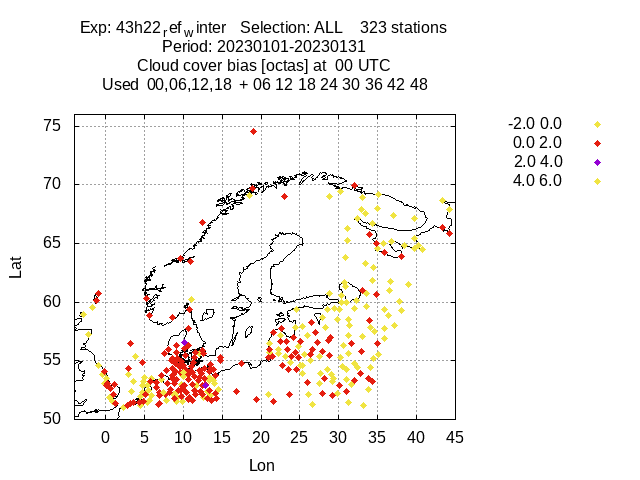 Exp: 43h22refwinter   Selection: ALL    323 stations
Period: 20230101-20230131
Cloud cover bias [octas] at  00 UTC
Used  00,06,12,18  + 06 12 18 24 30 36 42 48
-2.0 0.0
0.0 2.0
2.0 4.0
4.0 6.0
75
70
65
60
55
50
Lat
0 5 10 15 20 25 30 35 40 45
Lon